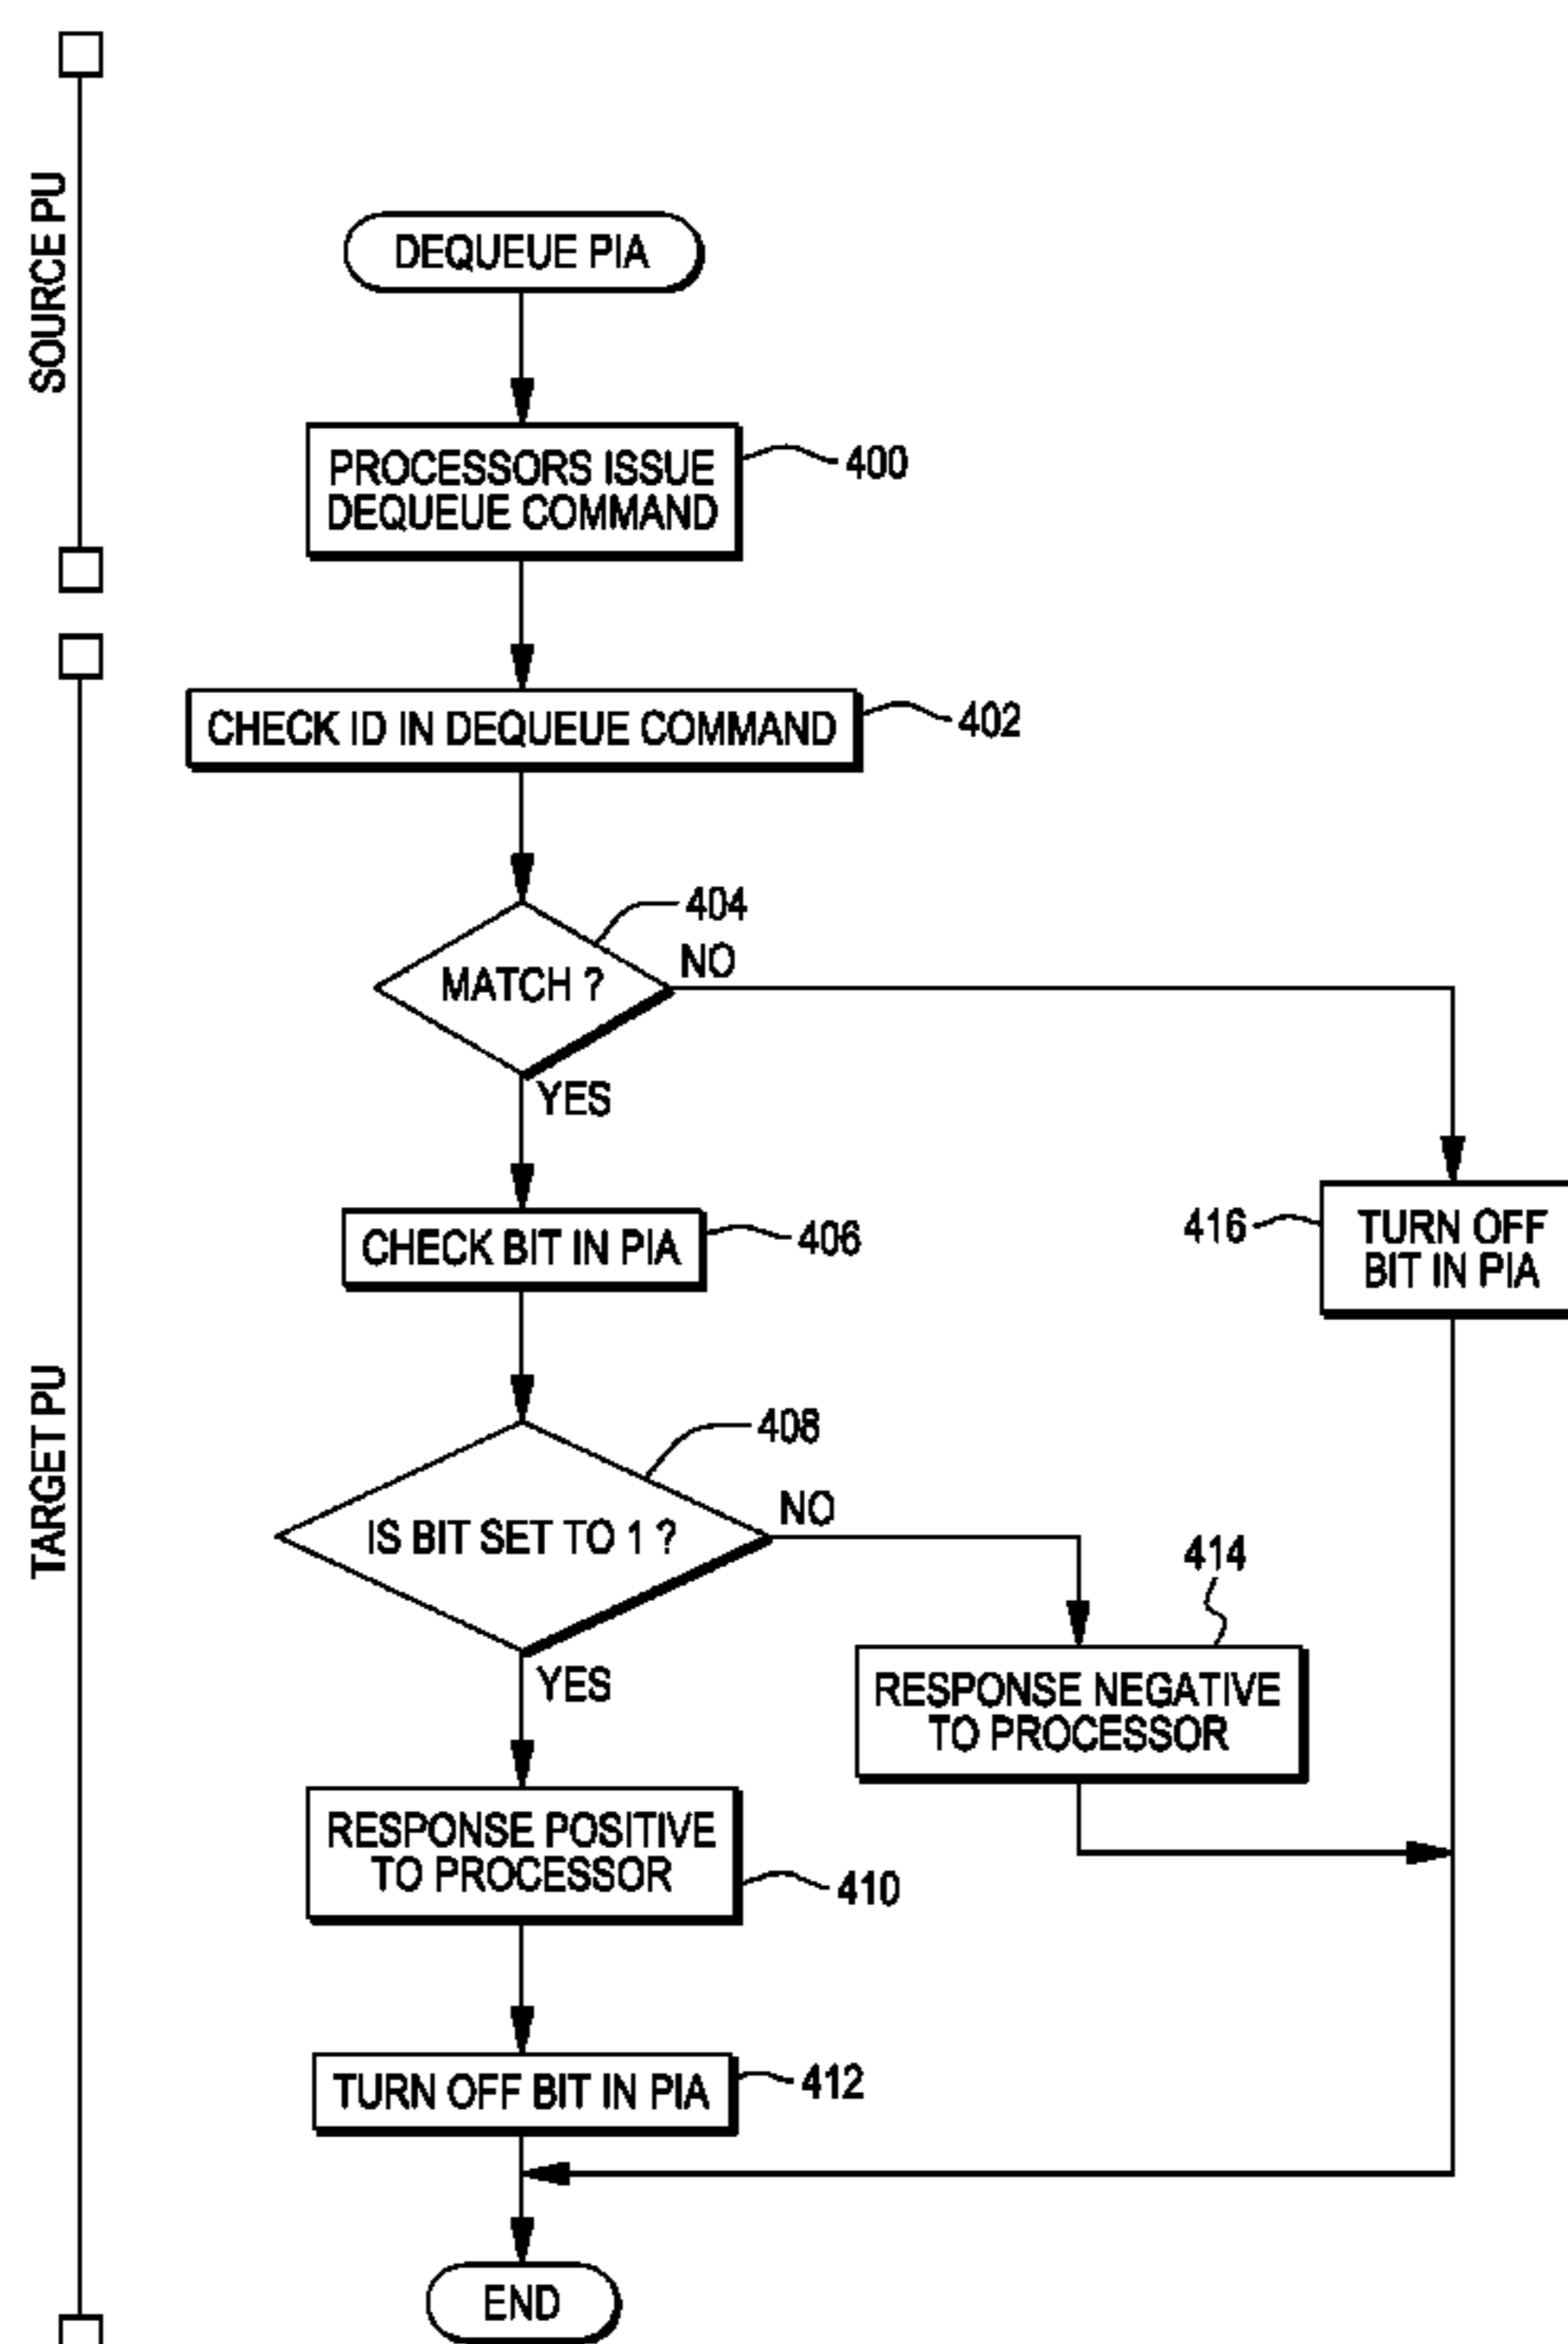 SOURCE PU
DEQUEUE PIA
PROCESSORS ISSUE
DEQUEUE COMMAND
400
CHECK ID IN DEQUEUE COMMAND
402
404
MATCH ?
NO
YES
CHECK BIT IN PIA
406
416
TURN OFF
BIT IN PIA
TARGET PU
408
IS BIT SET TO 1 ?
NO
YES
414
RESPONSE NEGATIVE
TO PROCESSOR
RESPONSE POSITIVE
TO PROCESSOR
410
TURN OFF BIT IN PIA
412
END